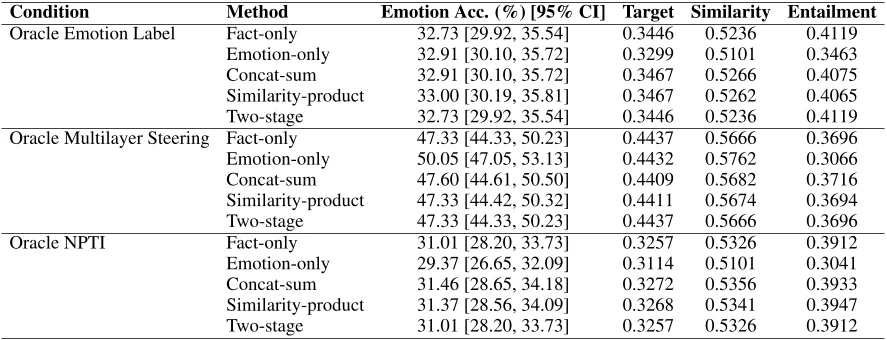 Condition Method Emotion Acc. (%) [95% CI] Target Similarity Entailment
Oracle Emotion Label Fact-only 32.73 [29.92, 35.54] 0.3446 0.5236 0.4119
Emotion-only 32.91 [30.10, 35.72] 0.3299 0.5101 0.3463
Concat-sum 32.91 [30.10, 35.72] 0.3467 0.5266 0.4075
Similarity-product 33.00 [30.19, 35.81] 0.3467 0.5262 0.4065
Two-stage 32.73 [29.92, 35.54] 0.3446 0.5236 0.4119
Oracle Multilayer Steering Fact-only 47.33 [44.33, 50.23] 0.4437 0.5666 0.3696
Emotion-only 50.05 [47.05, 53.13] 0.4432 0.5762 0.3066
Concat-sum 47.60 [44.61, 50.50] 0.4409 0.5682 0.3716
Similarity-product 47.33 [44.42, 50.32] 0.4411 0.5674 0.3694
Two-stage 47.33 [44.33, 50.23] 0.4437 0.5666 0.3696
Oracle NPTI Fact-only 31.01 [28.20, 33.73] 0.3257 0.5326 0.3912
Emotion-only 29.37 [26.65, 32.09] 0.3114 0.5101 0.3041
Concat-sum 31.46 [28.65, 34.18] 0.3272 0.5356 0.3933
Similarity-product 31.37 [28.56, 34.09] 0.3268 0.5341 0.3947
Two-stage 31.01 [28.20, 33.73] 0.3257 0.5326 0.3912